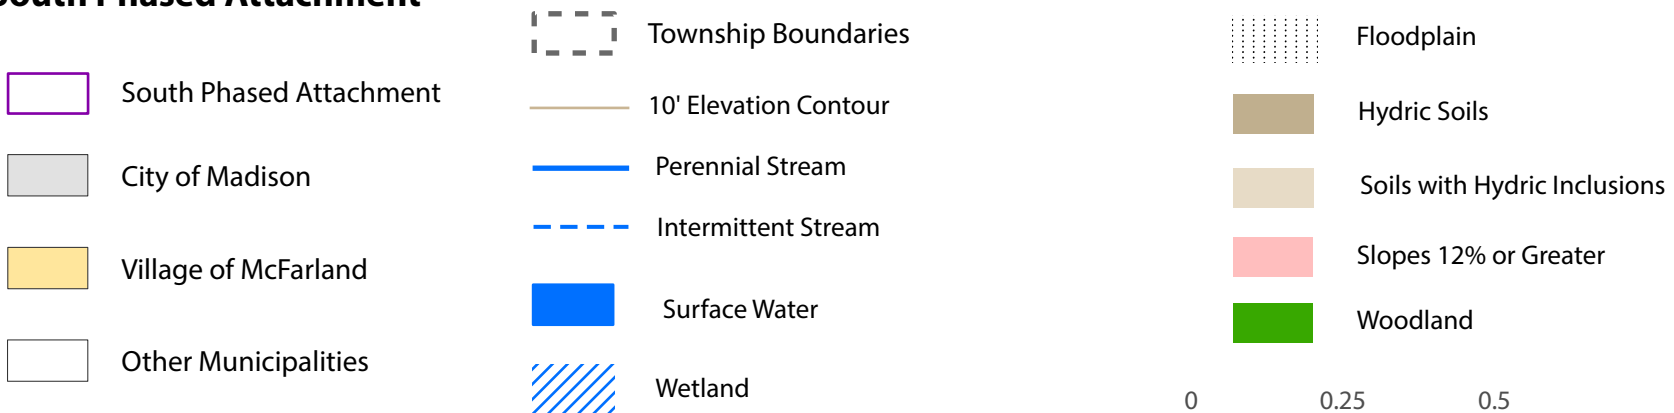 South Phased Attachment
South Phased Attachment
City of Madison
Village of McFarland
Other Municipalities
Township Boundaries
10' Elevation Contour
Perennial Stream
Intermittent Stream
Surface Water
Wetland
Floodplain
Hydric Soils
Soils with Hydric Inclusions
Slopes 12% or Greater
Woodland
0 0.25 0.5